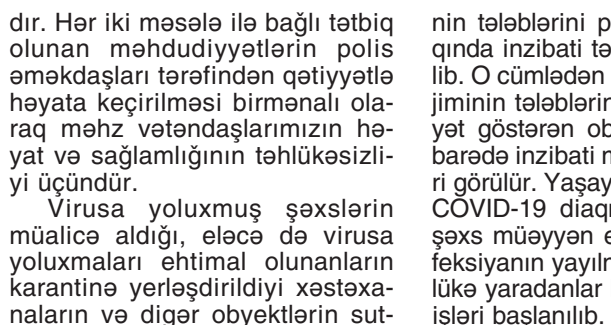 dır. Hər iki məsələ ilə bağlı tətbiq
olunan məhdudiyyətlərin polis
əməkdaşları tərəfindən qətiyyətlə
həyata keçirilməsi birmənalı ola-
raq məhz vətəndaşlarımızın hə-
yat və sağlamlığının təhlükəsizli-
yi üçündür.
Virusa yoluxmuş şəxslərin
müalicə aldığı, eləcə də virusa
yoluxmaları ehtimal olunanların
karantinə yerləşdirildiyi xəstəxa-
naların və digər obyektlərin sut-
nin tələblərini p
qında inzibati tə
lib. O cümlədən
jiminin tələblərin
yət göstərən ob
barədə inzibati m
ri görülür. Yaşay
COVID-19 diaqn
şəxs müəyyən e
feksiyanın yayıln
lükə yaradanlar
işləri başlanılıb.